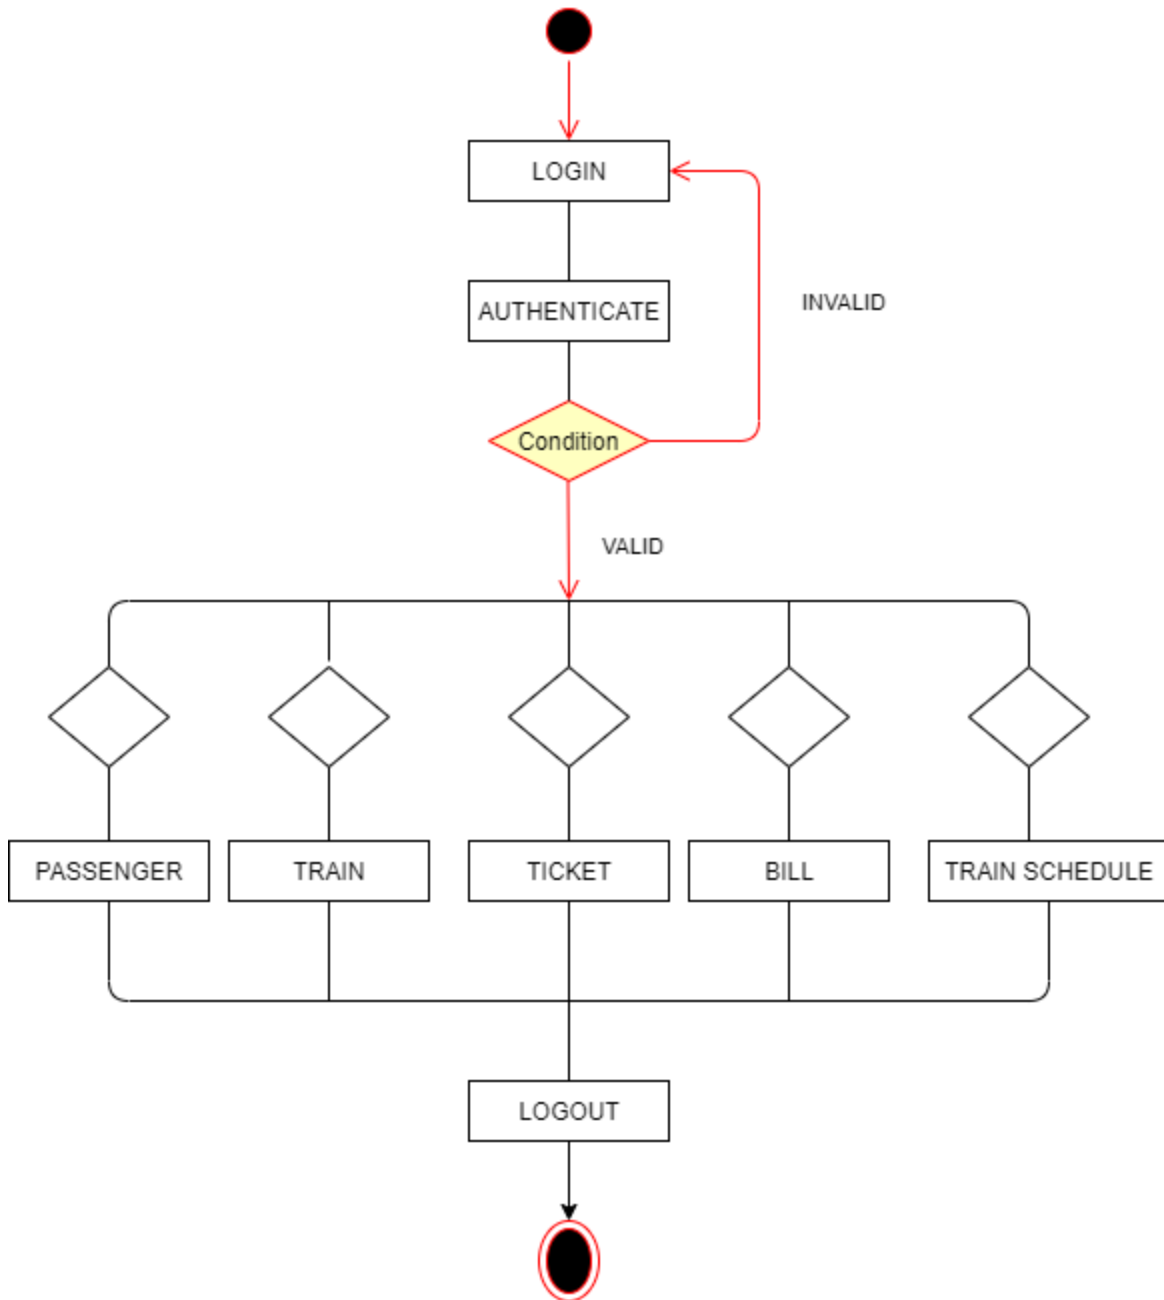 LOGIN
AUTHENTICATE
INVALID
Condition
VALID
PASSENGER
TRAIN
TICKET
BILL
TRAIN SCHEDULE
LOGOUT